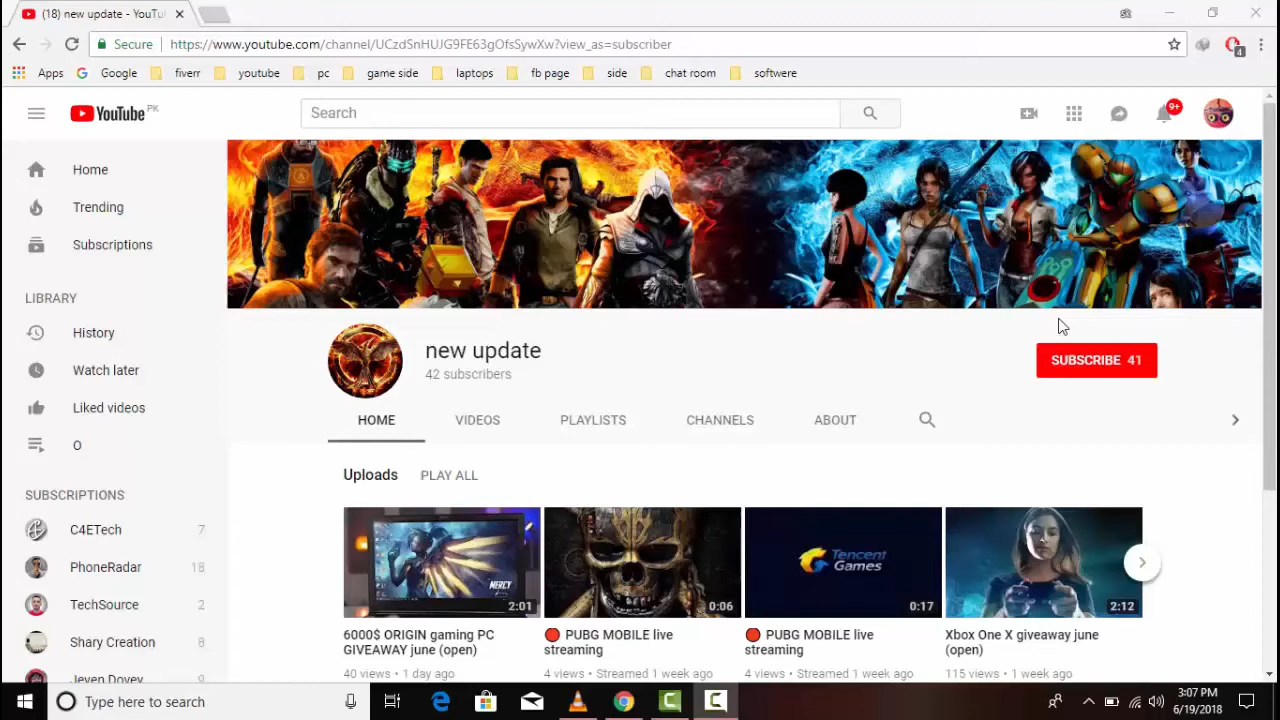 (18) new update - YouTu
Secure
https://www.youtube.com/channel/UCzdSnHUJG9FE63gOfsSywXw?view_as=subscriber
4
Apps
Google
fiverr
youtube
pc
game side
laptops
fb page
side
chat room
softwere
YouTube PK
Search
9+
Home
Trending
Subscriptions
LIBRARY
History
Watch later
Liked videos
O
SUBSCRIPTIONS
C4ETech 7
PhoneRadar 18
TechSource 2
Shary Creation 8
Jeven Dovey 9
new update
42 subscribers
SUBSCRIBE 41
HOME
VIDEOS
PLAYLISTS
CHANNELS
ABOUT
Uploads
PLAY ALL
MERCY
2:01
0:06
Tencent
Games
0:17
2:12
6000$ ORIGIN gaming PC
GIVEAWAY june (open)
40 views • 1 day ago
PUBG MOBILE live
streaming
4 views • Streamed 1 week ago
PUBG MOBILE live
streaming
4 views • Streamed 1 week ago
Xbox One X giveaway june
(open)
115 views • 1 week ago
Type here to search
3:07 PM
6/19/2018